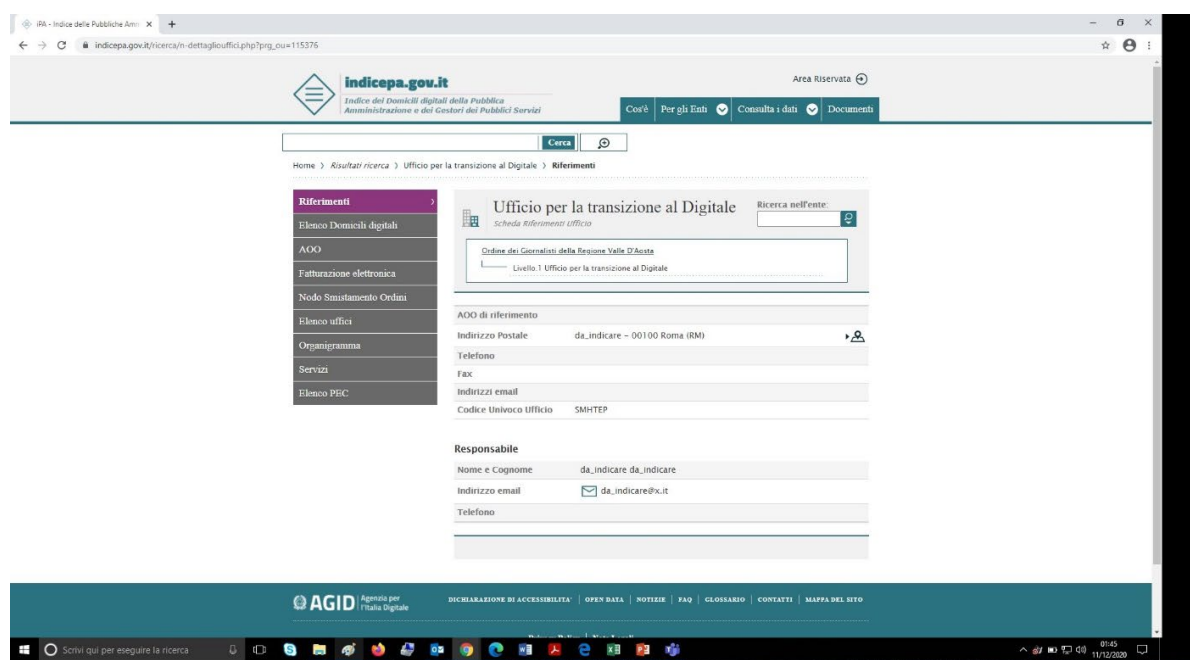 iPA - Indice delle Pubbliche Amn
indicepa.gov.it/ricerca/n-dettagliouffici.php?prg_ou=115376
Area Riservata
indicepa.gov.it
Indice dei Domicili digitali della Pubblica
Amministrazione e dei Gestori dei Pubblici Servizi
Cos'è Per gli Enti Consulta i dati Documenti
Cerca
Home > Risultati ricerca > Ufficio per la transizione al Digitale > Riferimenti
Riferimenti
Elenco Domicili digitali
AOO
Fatturazione elettronica
Nodo Smistamento Ordini
Elenco uffici
Organigramma
Servizi
Elenco PEC
Ufficio per la transizione al Digitale
Scheda Riferimenti Ufficio
Ricerca nell'ente:
Ordine dei Giornalisti della Regione Valle D'Aosta
Livello.1 Ufficio per la transizione al Digitale
AOO di riferimento
Indirizzo Postale da_indicare - 00100 Roma (RM)
Telefono
Fax
Indirizzi email
Codice Univoco Ufficio SMHTEP
Responsabile
Nome e Cognome da_indicare da_indicare
Indirizzo email da_indicare@x.it
Telefono
AGID Agenzia per
l'Italia Digitale
DICHIARAZIONE DI ACCESSIBILITA' | OPEN DATA | NOTIZIE | FAQ | GLOSSARIO | CONTATTI | MAPPA DEL SITO
Scrivi qui per eseguire la ricerca
01:45
11/12/2020